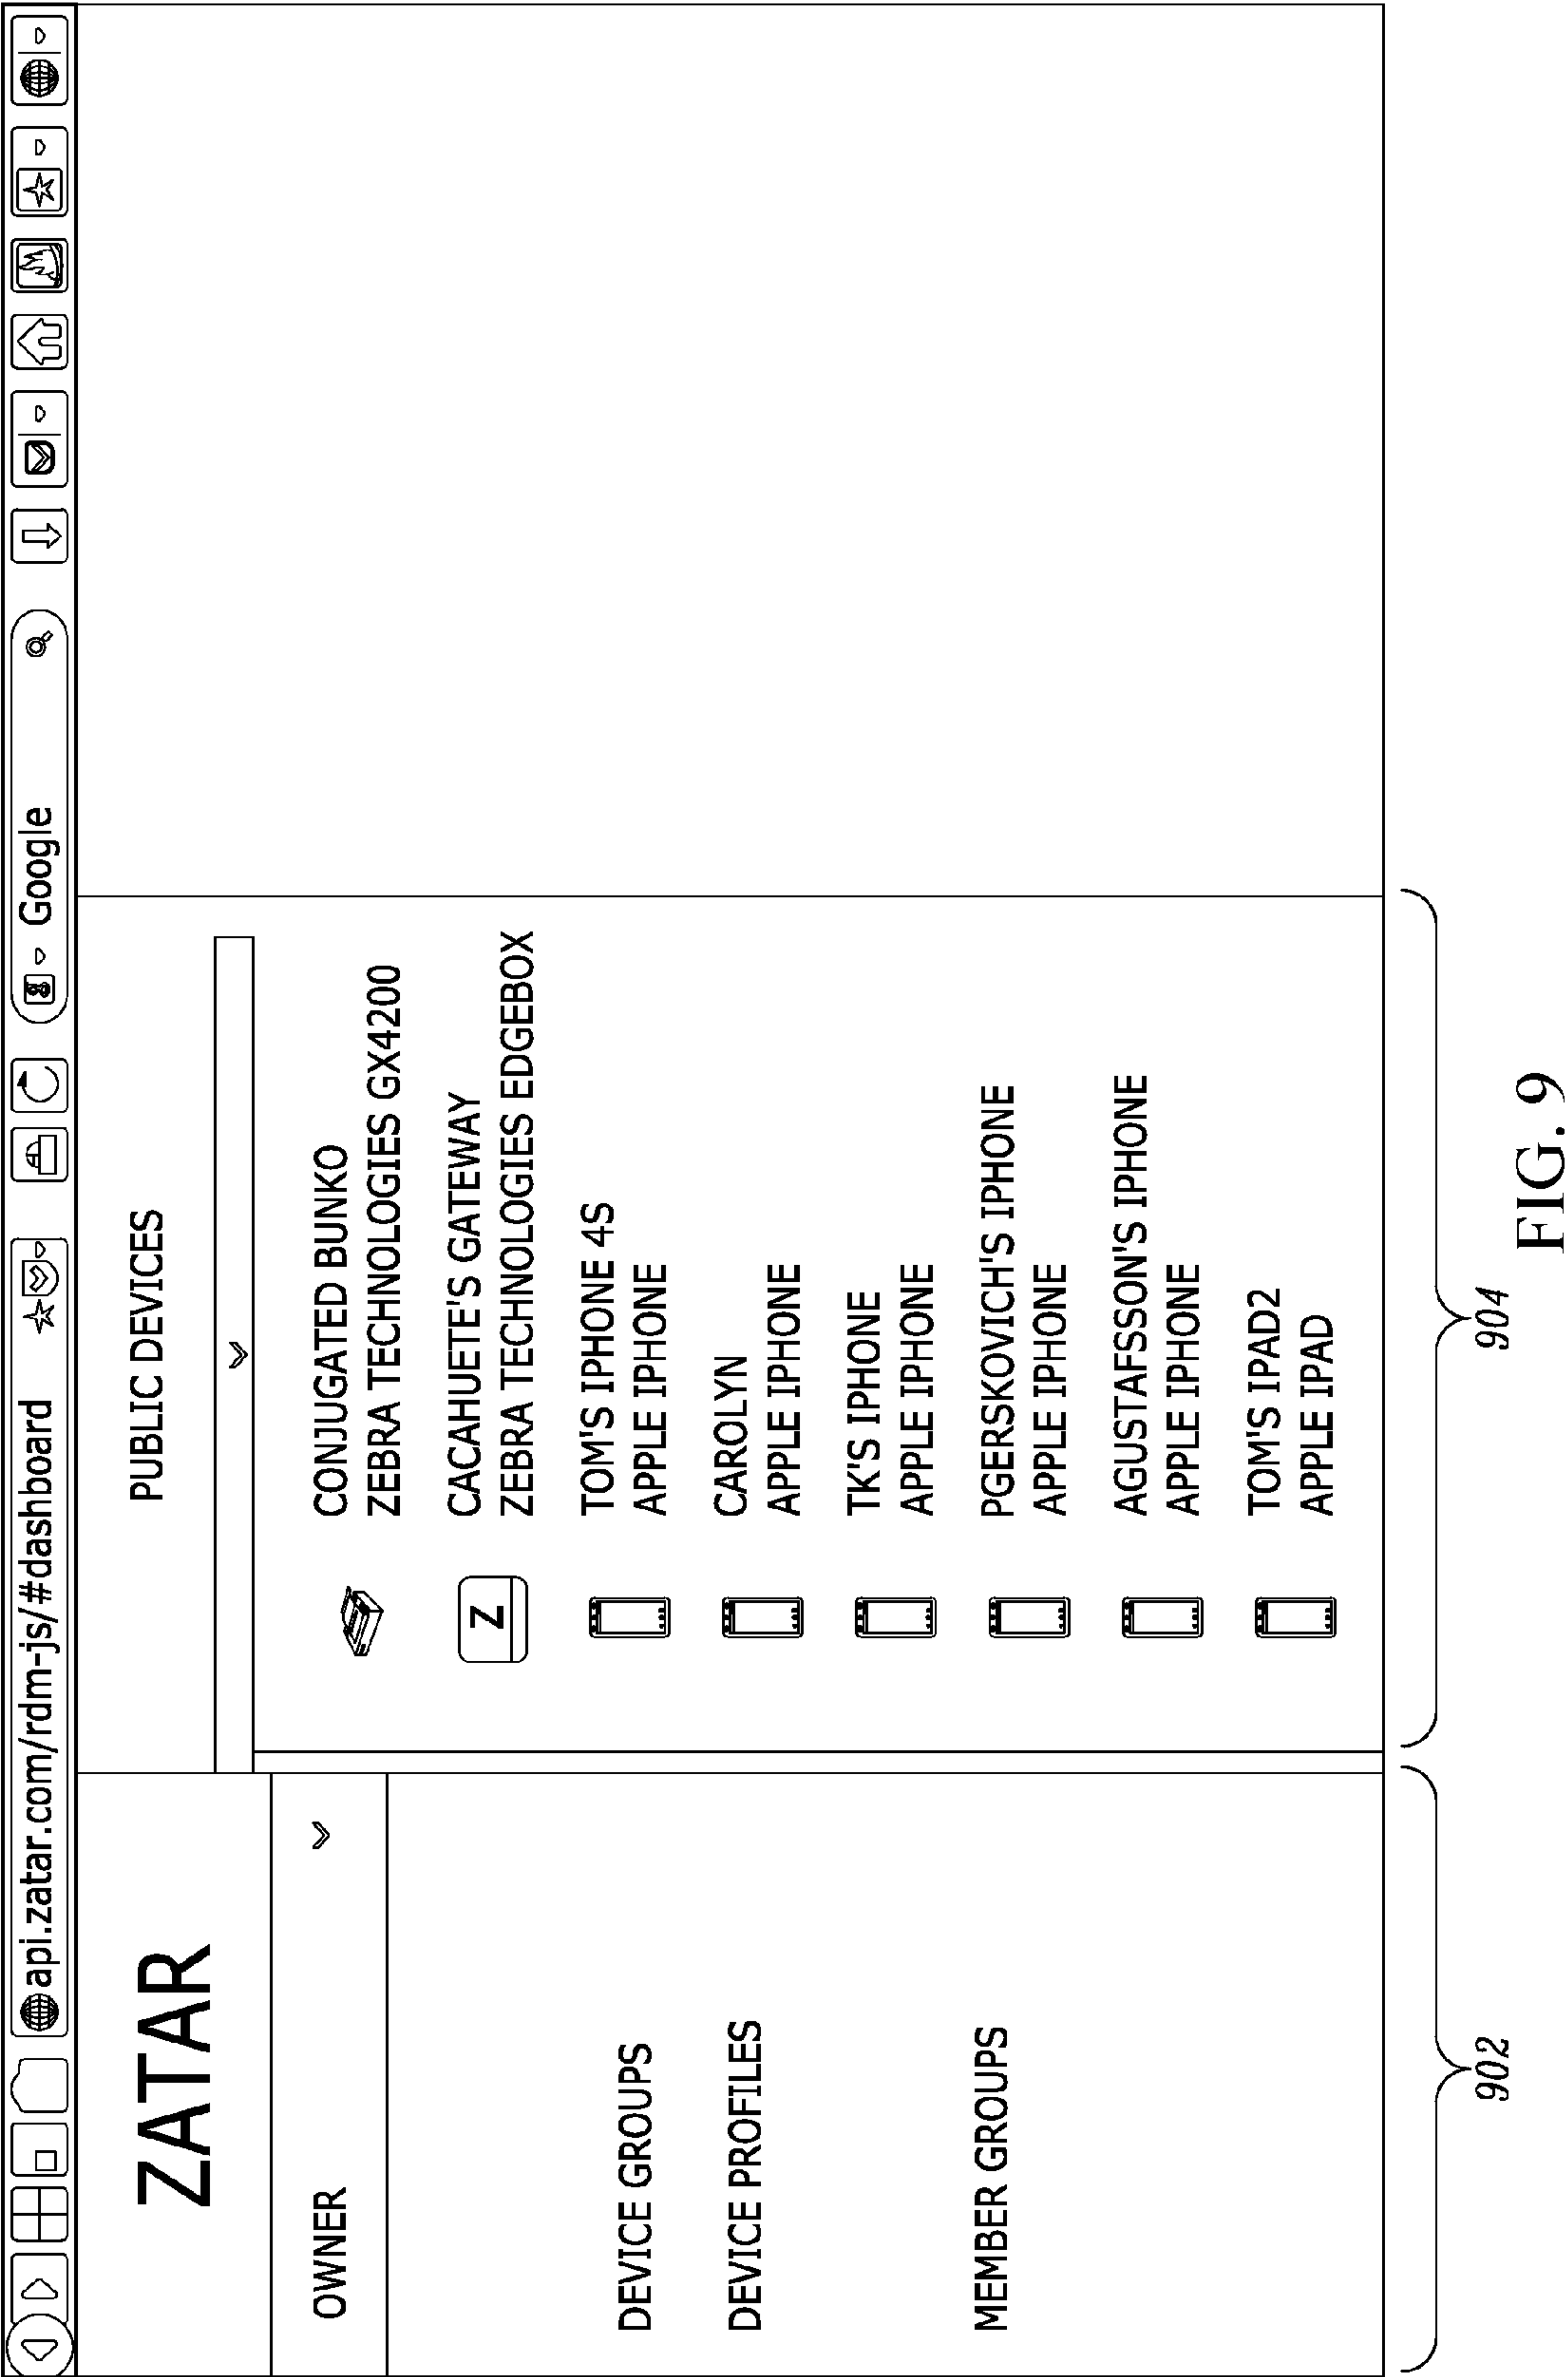 api.zatar.com/rdm-js/#dashboard
Google
ZATAR
OWNER
DEVICE GROUPS
DEVICE PROFILES
MEMBER GROUPS
PUBLIC DEVICES
CONJUGATED BUNKO
ZEBRA TECHNOLOGIES GX4200
Z
CACAHUETE'S GATEWAY
ZEBRA TECHNOLOGIES EDGEBOX
TOM'S IPHONE 4S
APPLE IPHONE
CAROLYN
APPLE IPHONE
TK'S IPHONE
APPLE IPHONE
PGERSKOVICH'S IPHONE
APPLE IPHONE
AGUSTAFSSON'S IPHONE
APPLE IPHONE
TOM'S IPAD2
APPLE IPAD
902
904
FIG. 9